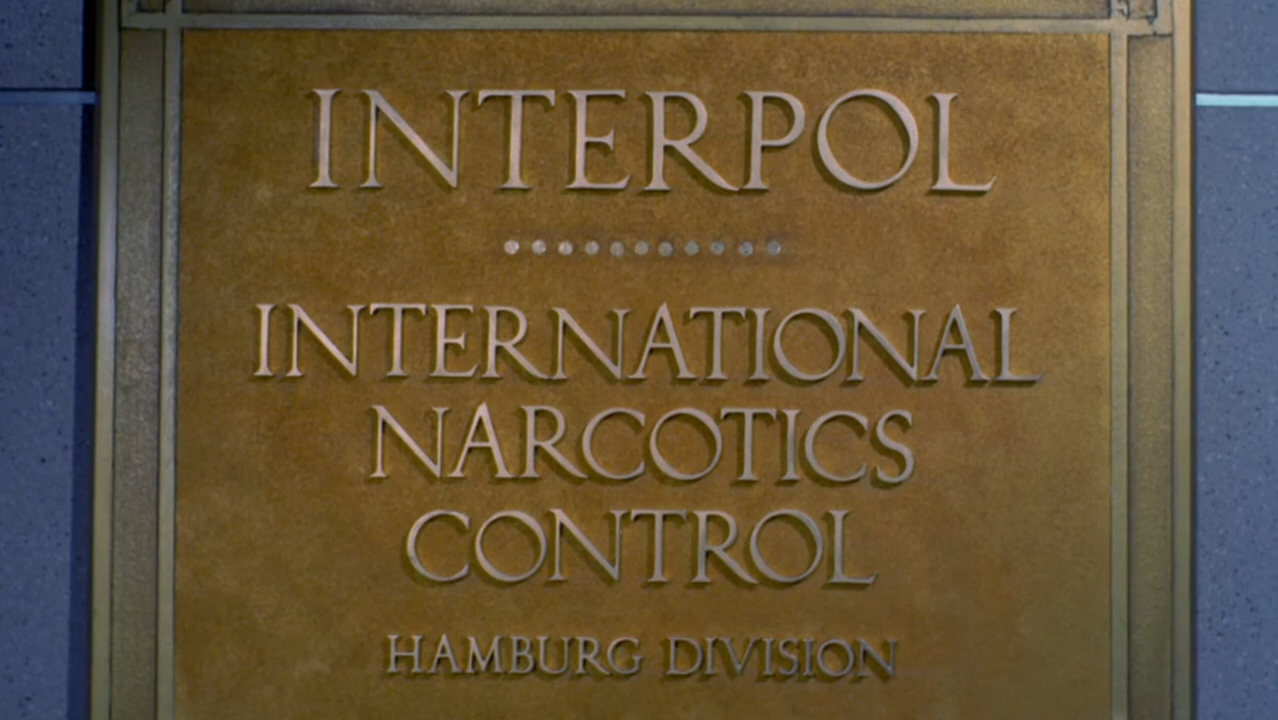 INTERPOL
INTERNATIONAL
NARCOTICS
CONTROL
HAMBURG DIVISION